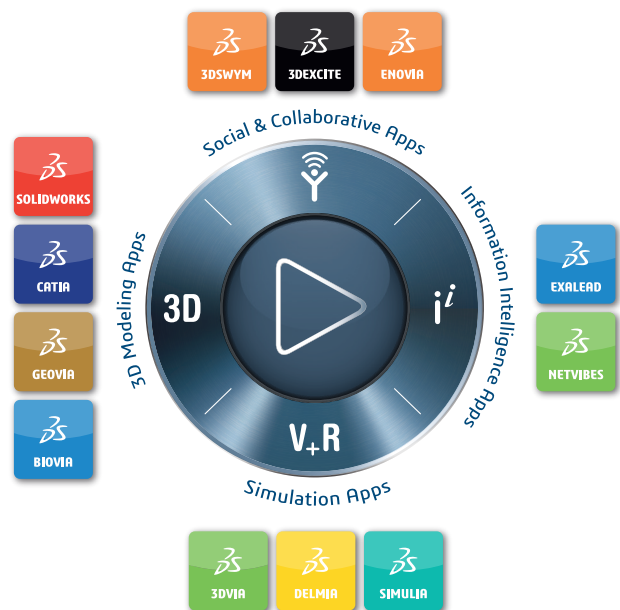 3DSWYM
3DEXCITE
ENOVIA
Social & Collaborative Apps
SOLIDWORKS
CATIA
GEOVIA
BIOVIA
3D Modeling Apps
3D
iⁱ
Information Intelligence Apps
EXALEAD
NETVIBES
V+R
Simulation Apps
3DVIA
DELMIA
SIMULIA